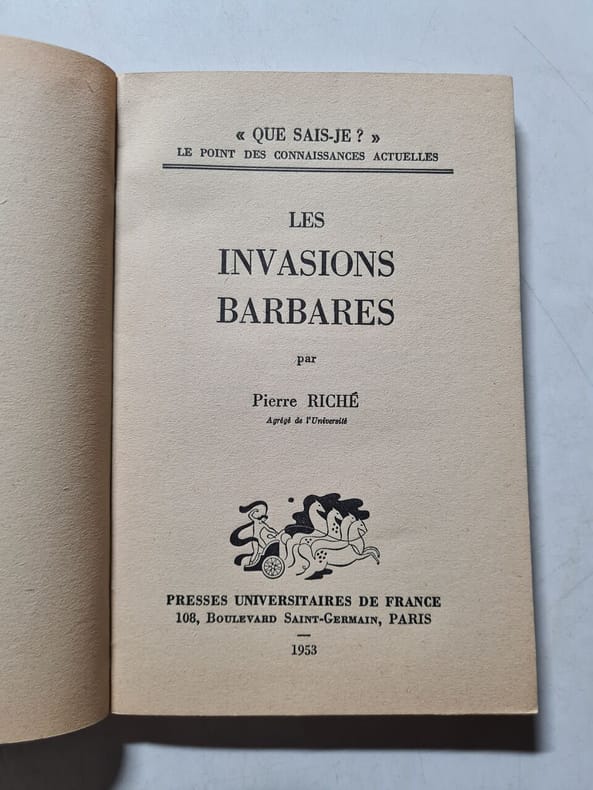 « QUE SAIS-JE ? »
LE POINT DES CONNAISSANCES ACTUELLES
LES
INVASIONS
BARBARES
par
Pierre RICHÉ
Agrégé de l'Université
PRESSES UNIVERSITAIRES DE FRANCE
108, BOULEVARD SAINT-GERMAIN, PARIS
1953